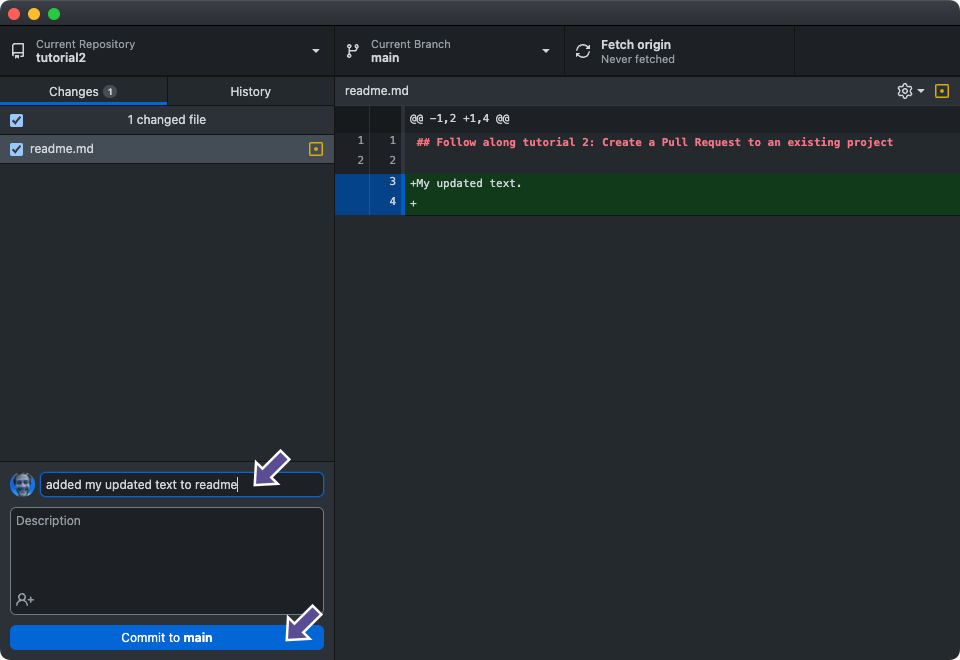 Current Repository
tutorial2
Current Branch
main
Fetch origin
Never fetched
Changes 1
History
1 changed file
readme.md
readme.md
@@ -1,2 +1,4 @@
1 1 ## Follow along tutorial 2: Create a Pull Request to an existing project
2 2
3 +My updated text.
4 +
added my updated text to readme
Description
Commit to main